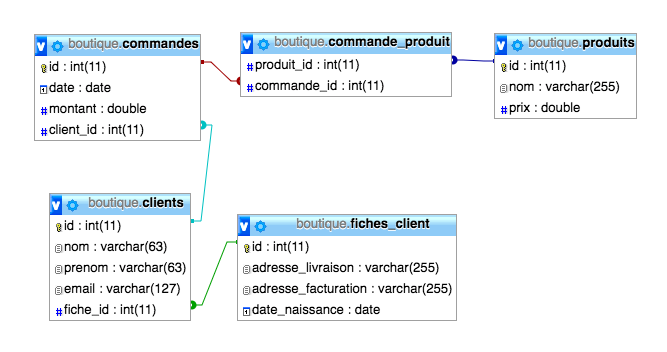 boutique.commandes
id : int(11)
date : date
montant : double
client_id : int(11)
boutique.commande_produit
produit_id : int(11)
commande_id : int(11)
boutique.produits
id : int(11)
nom : varchar(255)
prix : double
boutique.clients
id : int(11)
nom : varchar(63)
prenom : varchar(63)
email : varchar(127)
fiche_id : int(11)
boutique.fiches_client
id : int(11)
adresse_livraison : varchar(255)
adresse_facturation : varchar(255)
date_naissance : date